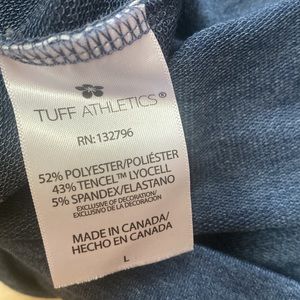 TUFF ATHLETICS®
RN:132796
52% POLYESTER/POLIÉSTER
43% TENCEL™ LYOCELL
5% SPANDEX/ELASTANO
EXCLUSIVE OF DECORATION/
EXCLUSIVO DE LA DECORACIÓN
MADE IN CANADA/
HECHO EN CANADA
L